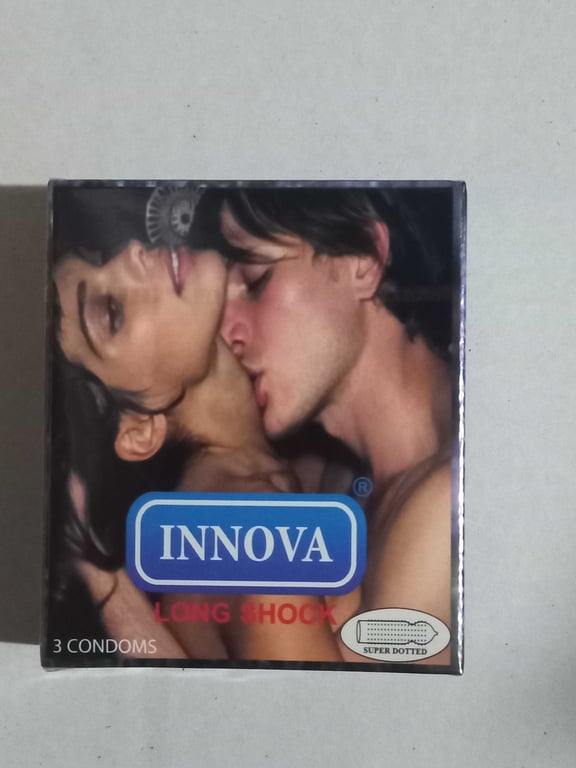 ®
INNOVA
LONG SHOCK
3 CONDOMS
SUPER DOTTED